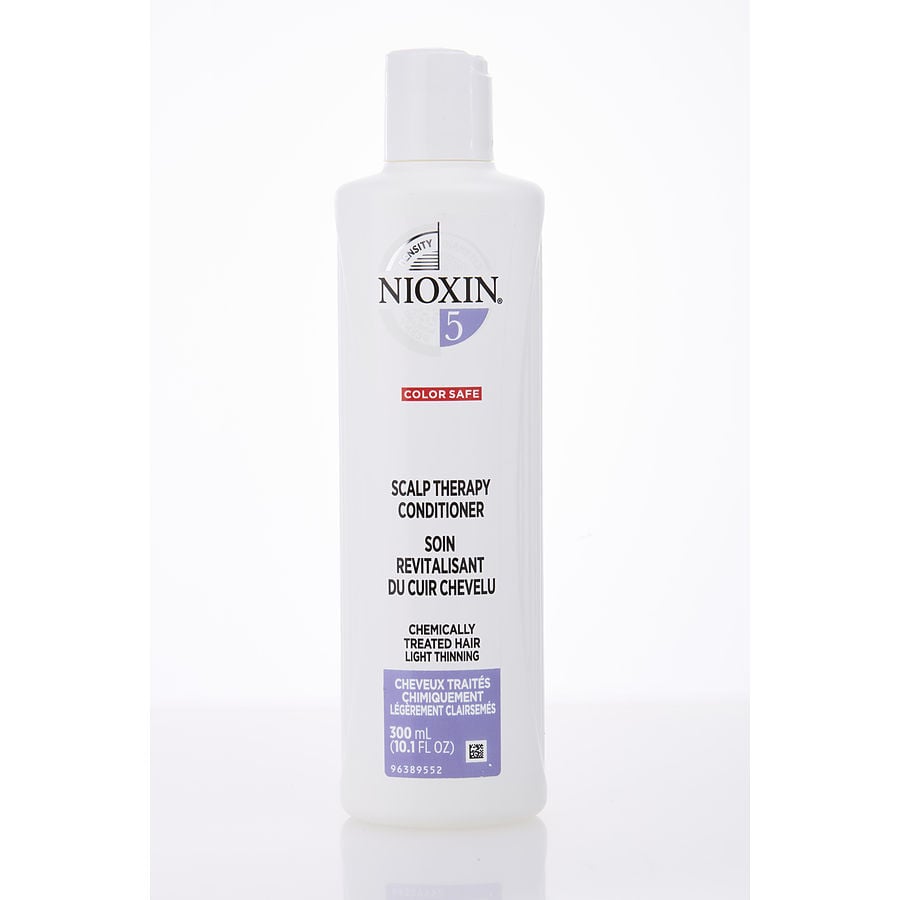 DENSITY
NIOXIN®
5
COLOR SAFE
SCALP THERAPY
CONDITIONER
SOIN
REVITALISANT
DU CUIR CHEVELU
CHEMICALLY
TREATED HAIR
LIGHT THINNING
CHEVEUX TRAITÉS
CHIMIQUEMENT
LÉGÈREMENT CLAIRSEMÉS
300 mL
(10.1 FL OZ)
96389552